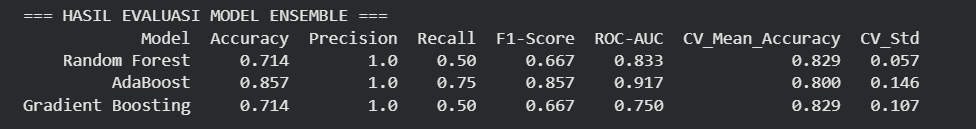 === HASIL EVALUASI MODEL ENSEMBLE ===
Model Accuracy Precision Recall F1-Score ROC-AUC CV_Mean_Accuracy CV_Std
Random Forest 0.714 1.0 0.50 0.667 0.833 0.829 0.057
AdaBoost 0.857 1.0 0.75 0.857 0.917 0.800 0.146
Gradient Boosting 0.714 1.0 0.50 0.667 0.750 0.829 0.107